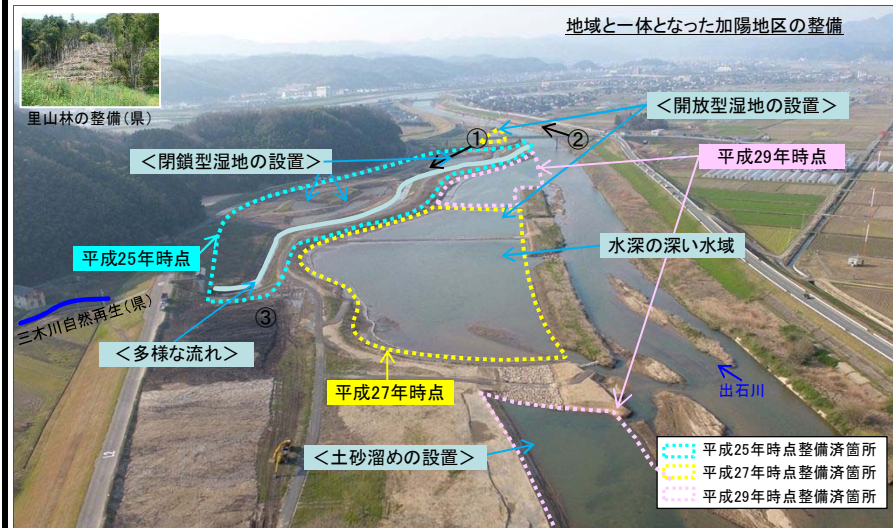 地域と一体となった加陽地区の整備
里山林の整備(県)
＜開放型湿地の設置＞
①
②
＜閉鎖型湿地の設置＞
平成29年時点
平成25年時点
水深の深い水域
三木川自然再生(県)
③
＜多様な流れ＞
平成27年時点
出石川
＜土砂溜めの設置＞
平成25年時点整備済箇所
平成27年時点整備済箇所
平成29年時点整備済箇所